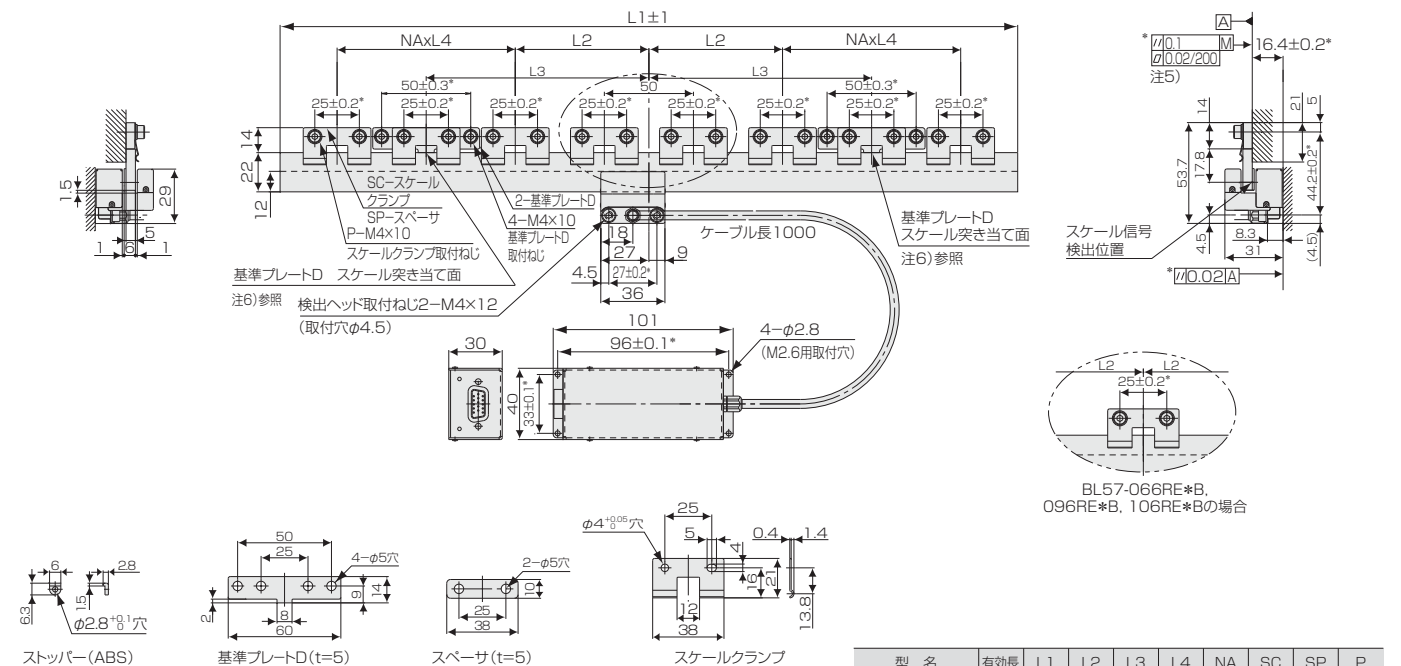 L1±1
NAxL4
L2
L2
NAxL4
L3
L3
50±0.3*
50
50±0.3*
25±0.2*
25±0.2*
25±0.2*
25±0.2*
25±0.2*
25±0.2*
25±0.2*
25±0.2*
14
22
12
SC-スケール
クランプ
SP-スペーサ
P-M4×10
スケールクランプ取付ねじ
2-基準プレートD
4-M4×10
基準プレートD
取付ねじ
基準プレートD スケール突き当て面
注6)参照
検出ヘッド取付ねじ2-M4×12
(取付穴φ4.5)
18
27
9
4.5
27±0.2*
36
ケーブル長1000
基準プレートD
スケール突き当て面
注6)参照
1.5
29
5
1
6
1
A
* // 0.1 M
⏥ 0.02/200
注5)
16.4±0.2*
14
21
5
53.7
17.8
44.2±0.2*
スケール信号
検出位置
4.5
8.3
31
(4.5)
* // 0.02 A
101
96±0.1*
4-φ2.8
(M2.6用取付穴)
30
40
33±0.1*
L2
L2
25±0.2*
BL57-066RE*B,
096RE*B, 106RE*Bの場合
6
2.8
6.3
1.5
φ2.8 +0.1 0 穴
ストッパー(ABS)
50
25
4-φ5穴
2
9
14
8
60
基準プレートD(t=5)
2-φ5穴
10
25
38
スペーサ(t=5)
φ4 +0.05 0 穴
25
5
4
16
21
12
38
0.4
1.4
13.8
スケールクランプ
型 名 有効長 L1 L2 L3 L4 NA SC SP P